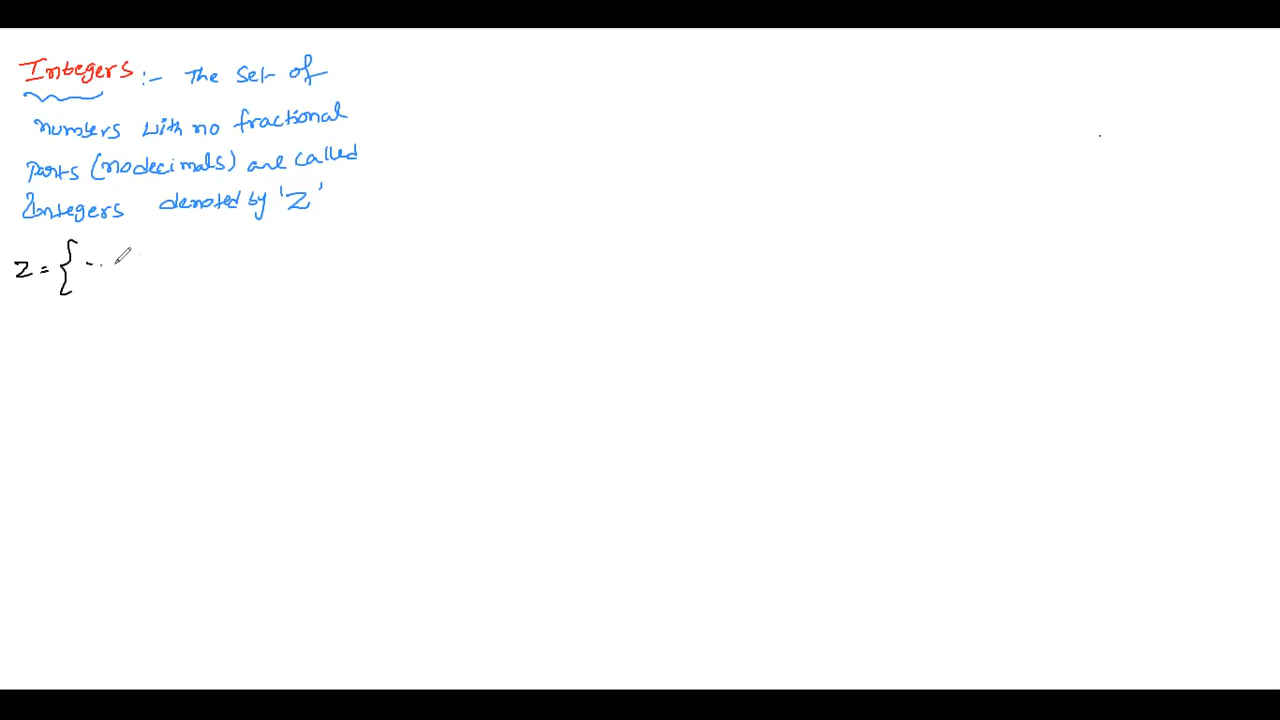 Integers :- The set of
numbers with no fractional
parts (no decimals) are called
Integers denoted by 'Z'
Z = { ...